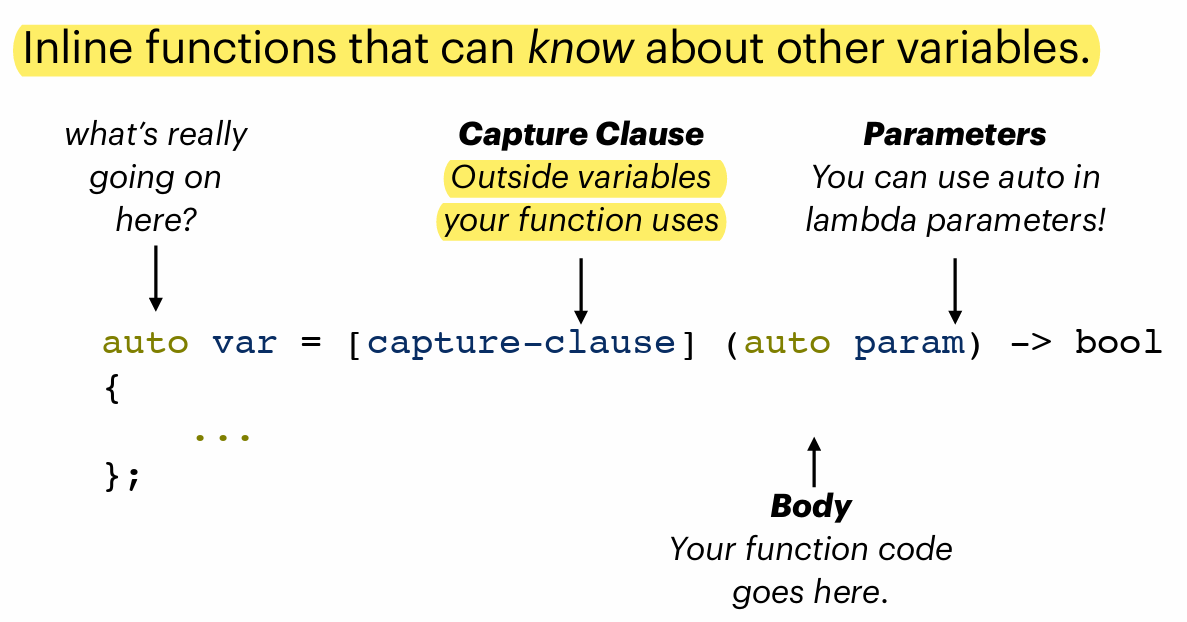 Inline functions that can know about other variables.
what’s really
going on
here?
Capture Clause
Outside variables
your function uses
Parameters
You can use auto in
lambda parameters!
auto var = [capture-clause] (auto param) -> bool
{
...
};
Body
Your function code
goes here.